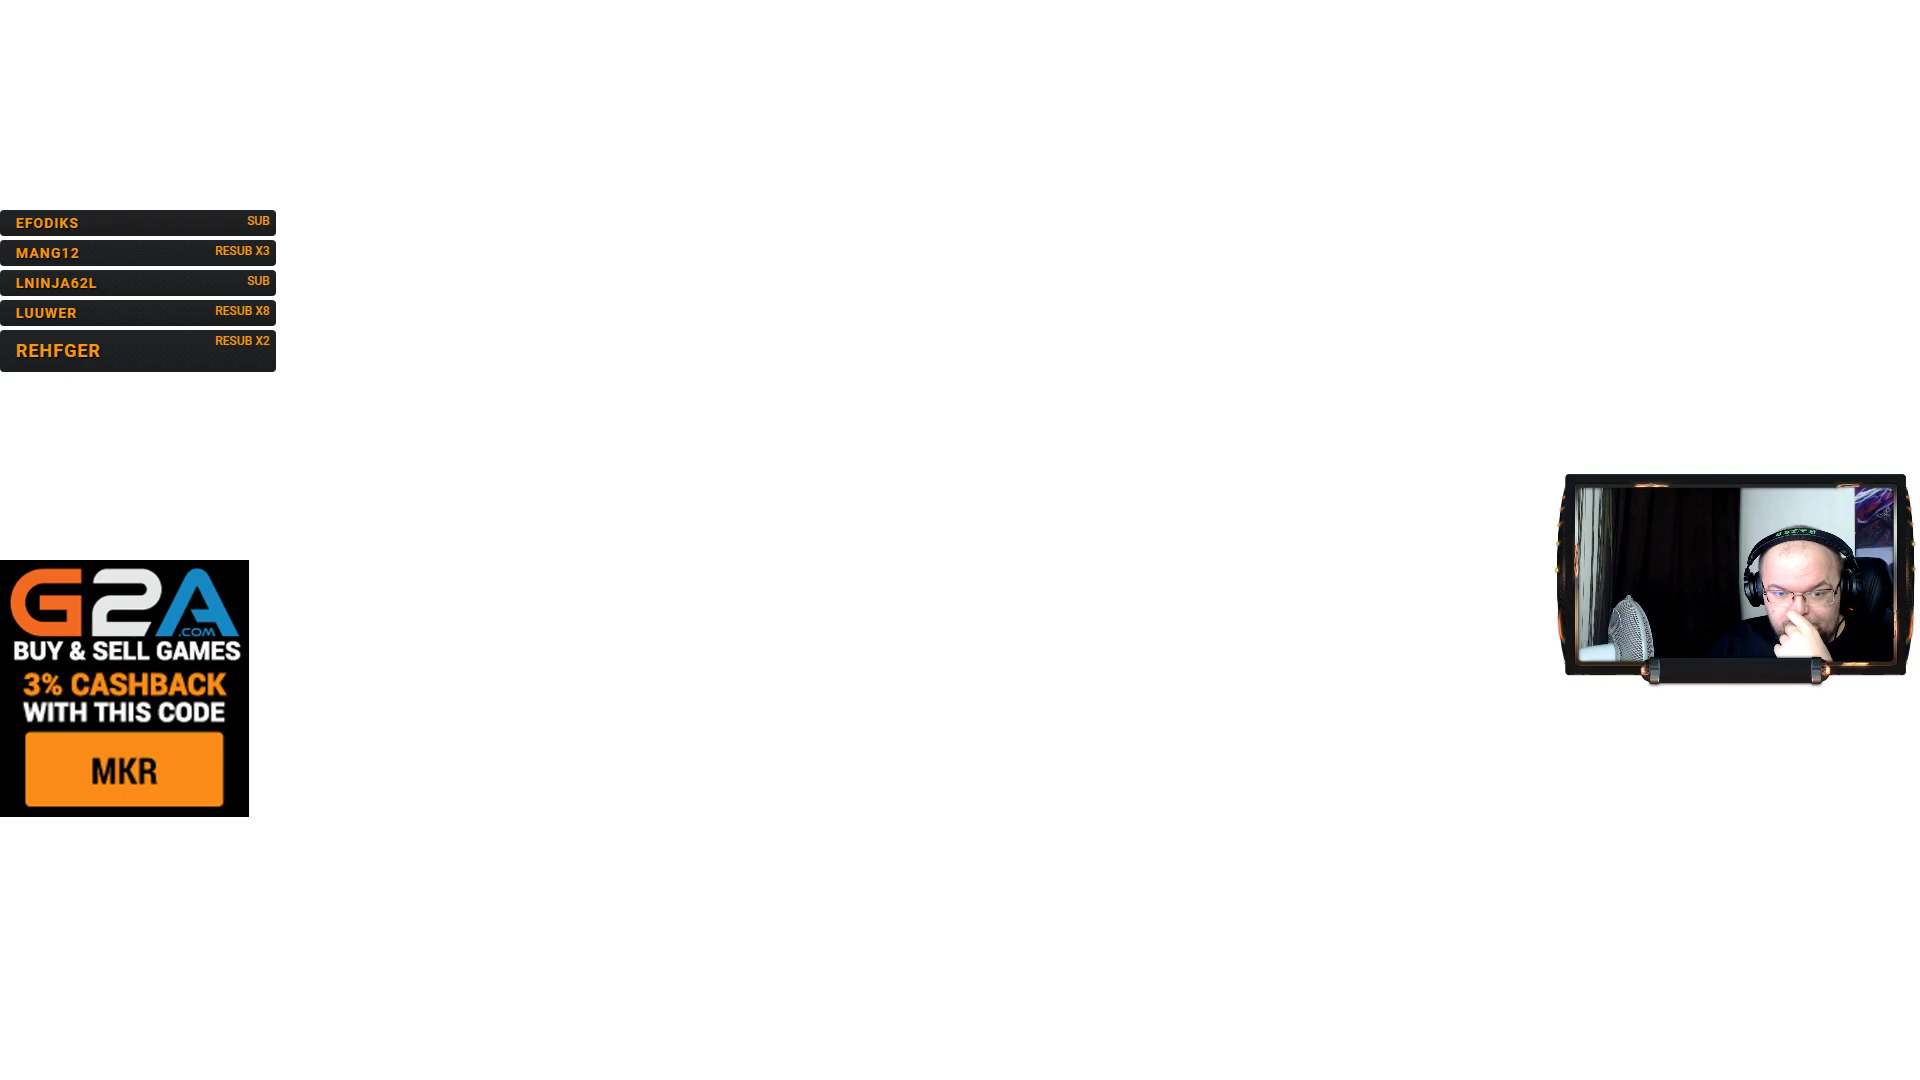 EFODIKS SUB
MANG12 RESUB X3
LNINJA62L SUB
LUUWER RESUB X8
REHFGER RESUB X2
G2A
.COM
BUY & SELL GAMES
3% CASHBACK
WITH THIS CODE
MKR